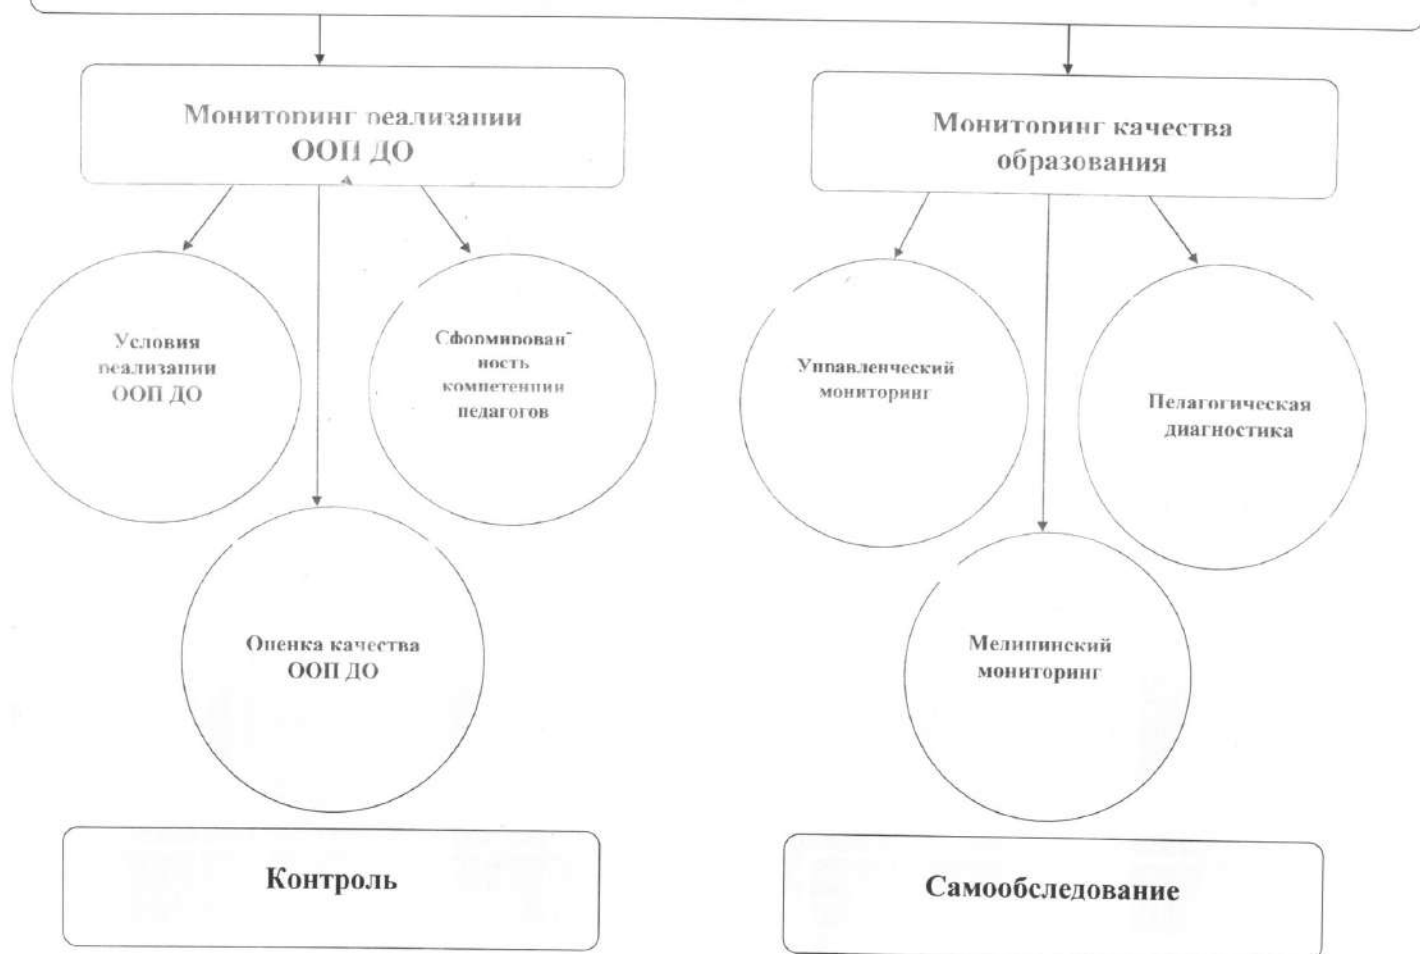 Мониторинг реализации
ООП ДО
Мониторинг качества
образования
Условия
реализации
ООП ДО
Сформирован-
ность
компетенции
педагогов
Управленческий
мониторинг
Педагогическая
диагностика
Оценка качества
ООП ДО
Медицинский
мониторинг
Контроль
Самообследование